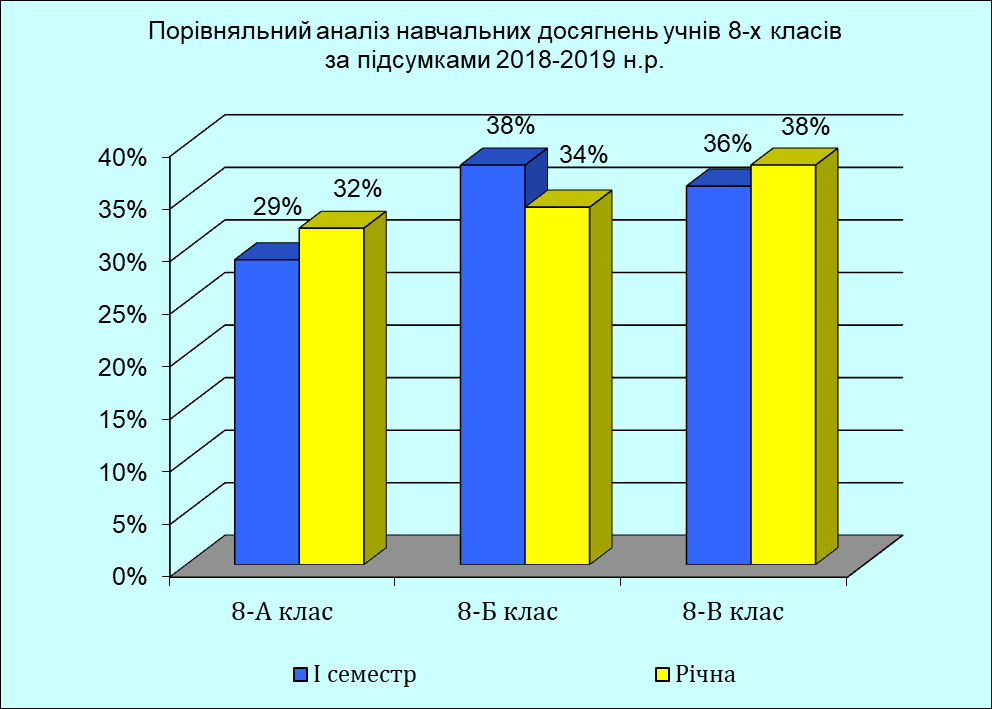 Порівняльний аналіз навчальних досягнень учнів 8-х класів
за підсумками 2018-2019 н.р.
38%
38%
36%
34%
40%
32%
35%
29%
30%
25%
20%
15%
10%
5%
0%
8-А клас
8-Б клас
8-В клас
І семестр
Річна